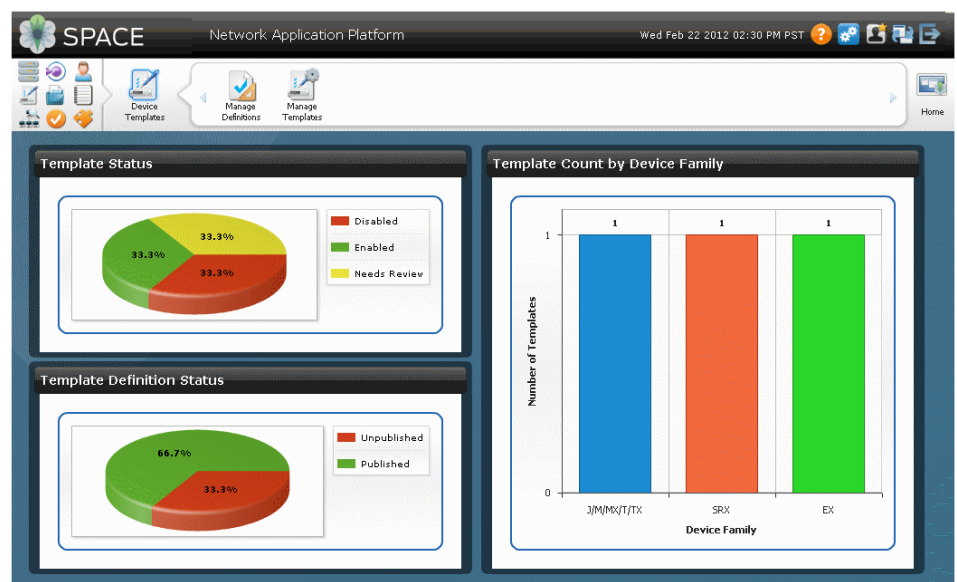 SPACE
Network Application Platform
Wed Feb 22 2012 02:30 PM PST
?
Device
Templates
Manage
Definitions
Manage
Templates
Home
Template Status
33.3%
33.3%
33.3%
Disabled
Enabled
Needs Review
Template Definition Status
66.7%
33.3%
Unpublished
Published
Template Count by Device Family
1 1 1
1
Number of Templates
0
J/M/MX/T/TX SRX EX
Device Family